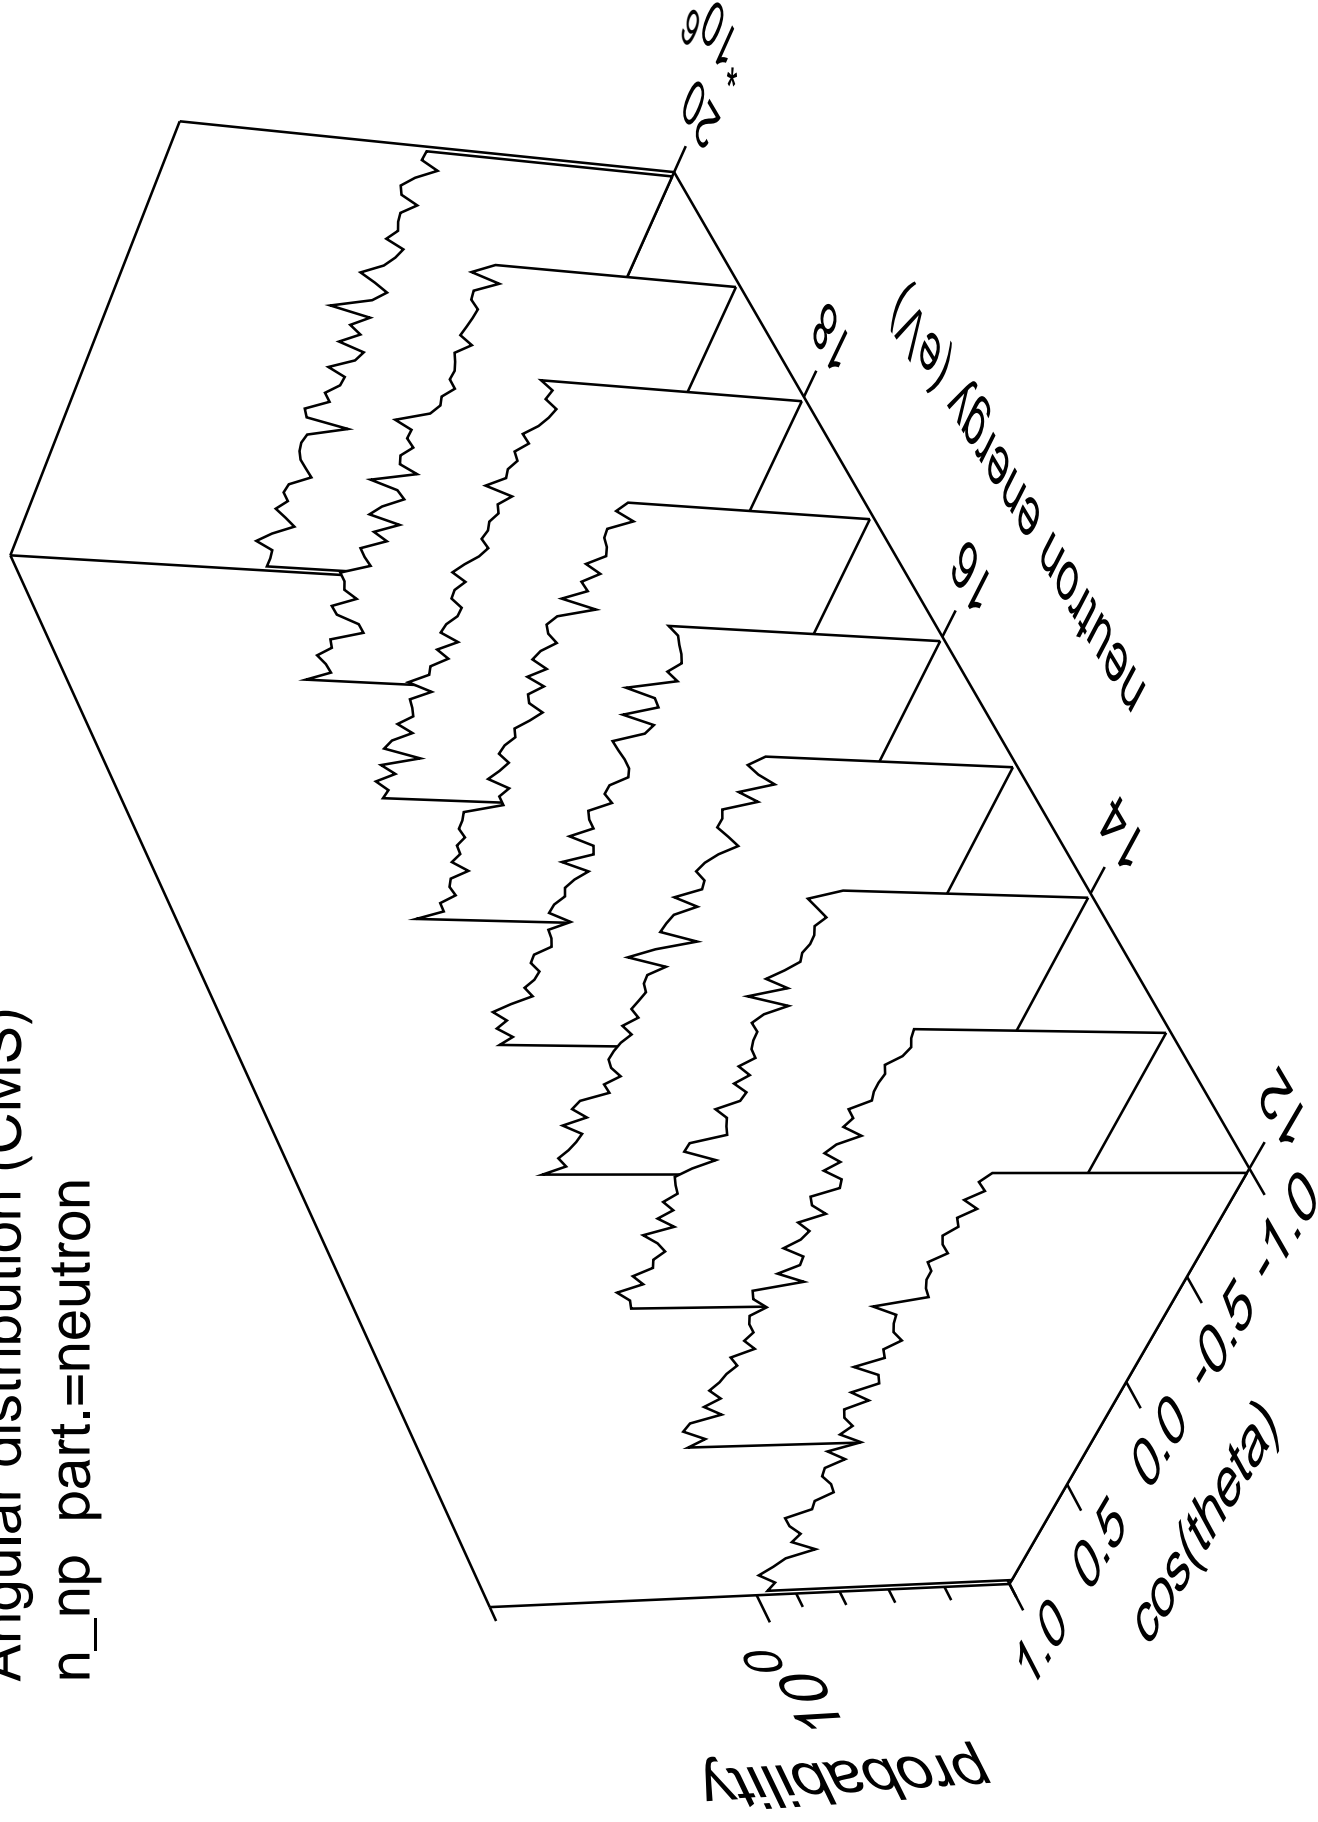 Angular distribution (CMS)
n_np part.=neutron
probability
10^0
1.0 0.5 0.0 -0.5 -1.0
cos(theta)
12 14 16 18 20 *10^6
neutron energy (eV)